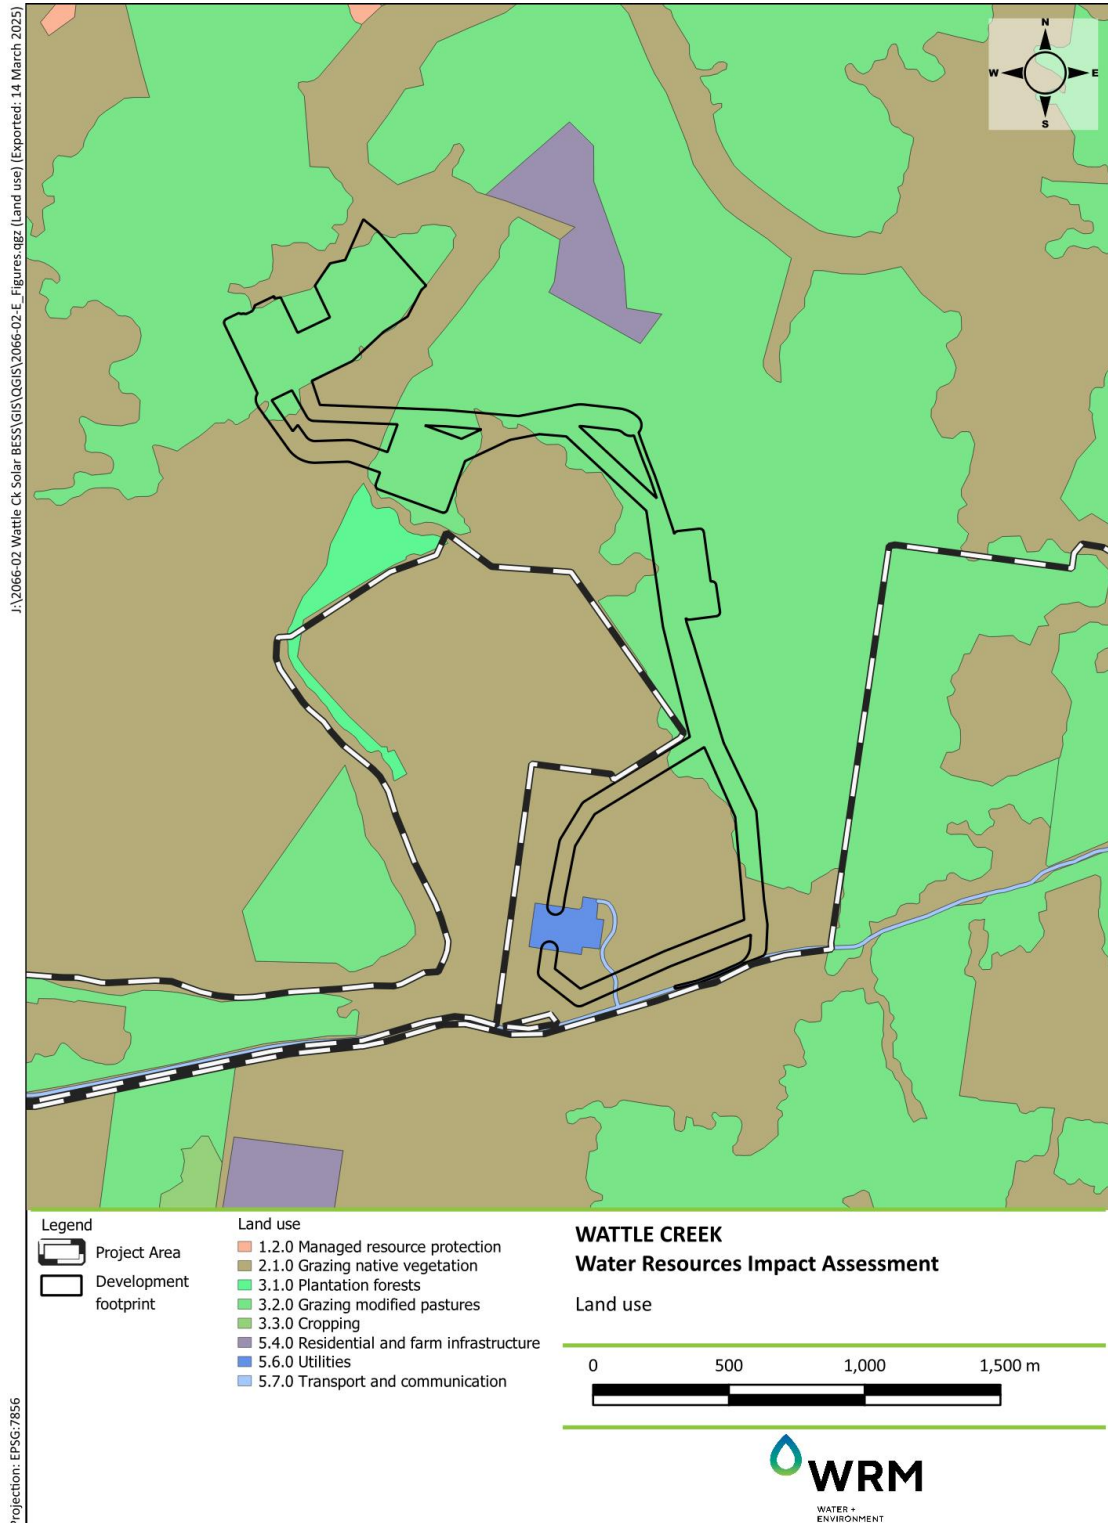 J:\2066-02 Wattle Ck Solar BESS\GIS\QGIS\2066-02-E_Figures.qgz (Land use) (Exported: 14 March 2025)
N
W
E
S
Legend
Project Area
Development
footprint
Land use
1.2.0 Managed resource protection
2.1.0 Grazing native vegetation
3.1.0 Plantation forests
3.2.0 Grazing modified pastures
3.3.0 Cropping
5.4.0 Residential and farm infrastructure
5.6.0 Utilities
5.7.0 Transport and communication
WATTLE CREEK
Water Resources Impact Assessment
Land use
0 500 1,000 1,500 m
Projection: EPSG:7856
WRM
WATER +
ENVIRONMENT